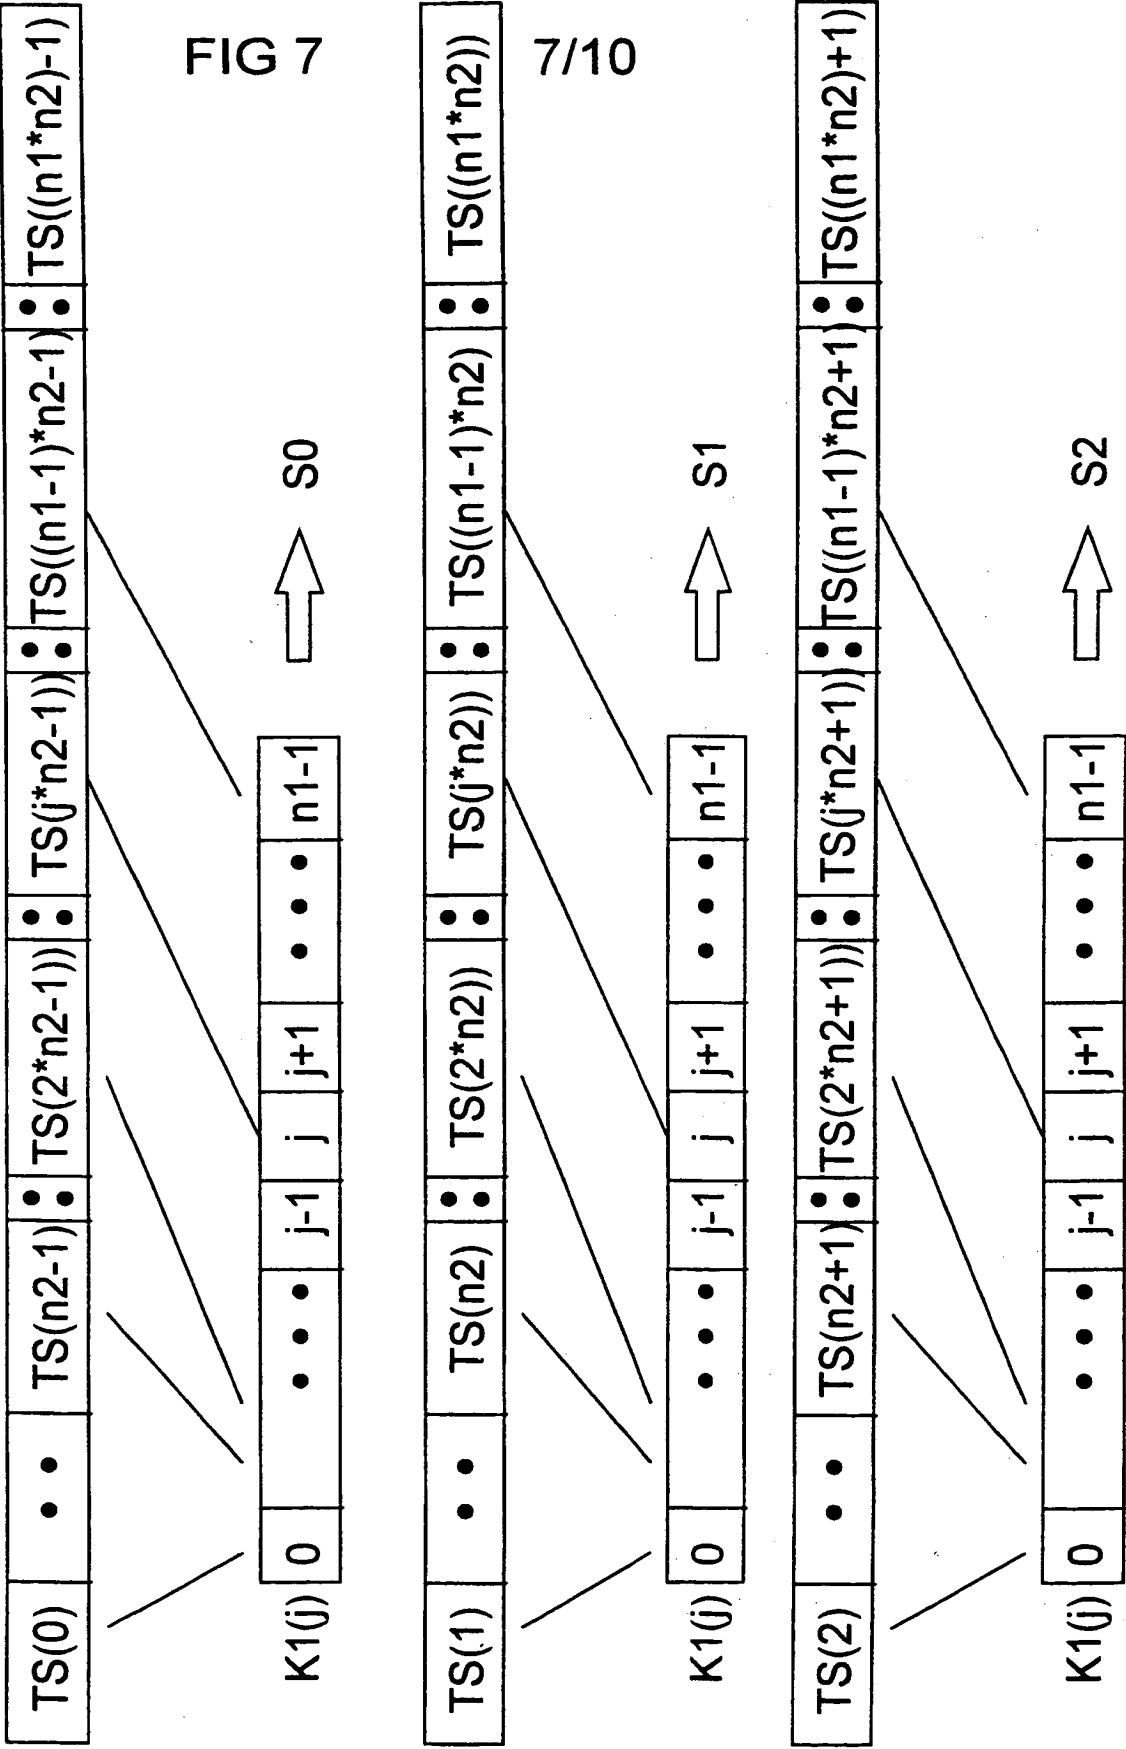 FIG 7
7/10
TS(0) • • TS(n2-1) • • TS(2*n2-1)) • • TS(j*n2-1)) • • TS((n1-1)*n2-1) • • TS((n1*n2)-1)
K1(j) 0 • • • j-1 j j+1 • • • n1-1 S0
TS(1) • • TS(n2) • • TS(2*n2)) • • TS(j*n2)) • • TS((n1-1)*n2) • • TS((n1*n2))
K1(j) 0 • • • j-1 j j+1 • • • n1-1 S1
TS(2) • • TS(n2+1) • • TS(2*n2+1)) • • TS(j*n2+1)) • • TS((n1-1)*n2+1) • • TS((n1*n2)+1)
K1(j) 0 • • • j-1 j j+1 • • • n1-1 S2